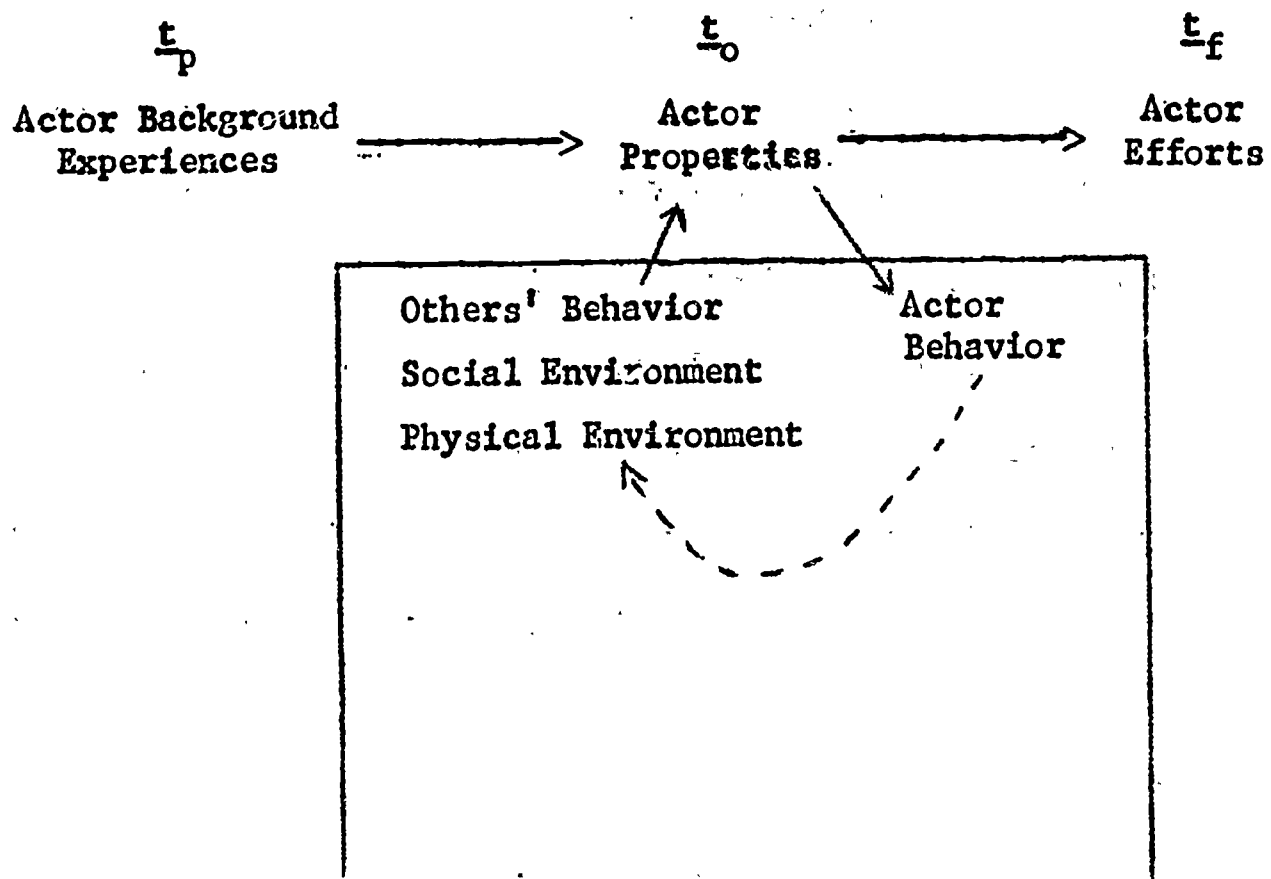 t_p
t_o
t_f
Actor Background
Experiences
Actor
Properties
Actor
Efforts
Others' Behavior
Social Environment
Physical Environment
Actor
Behavior